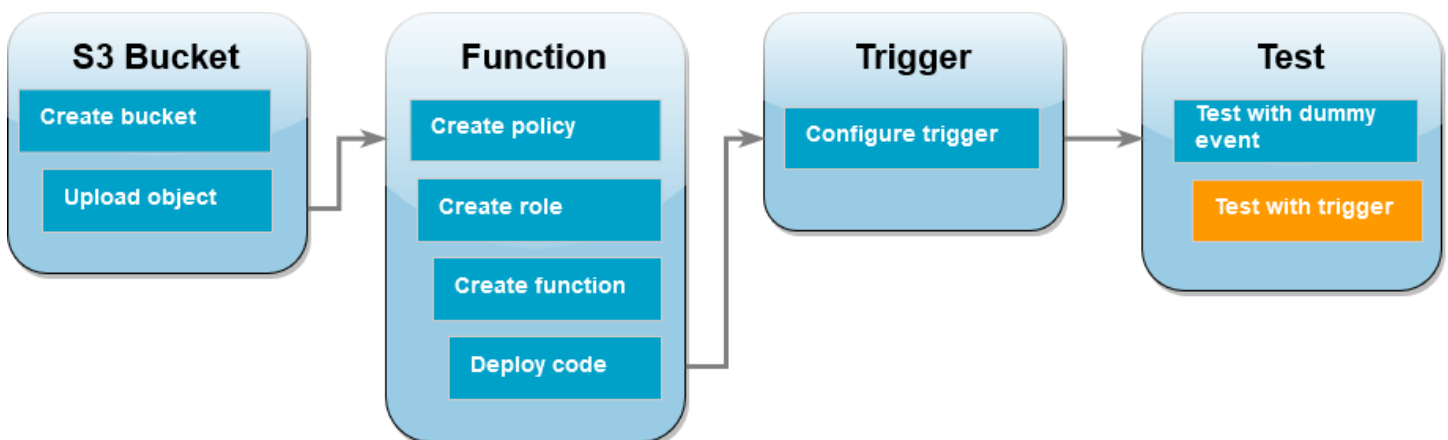 S3 Bucket
Create bucket
Upload object
Function
Create policy
Create role
Create function
Deploy code
Trigger
Configure trigger
Test
Test with dummy
event
Test with trigger